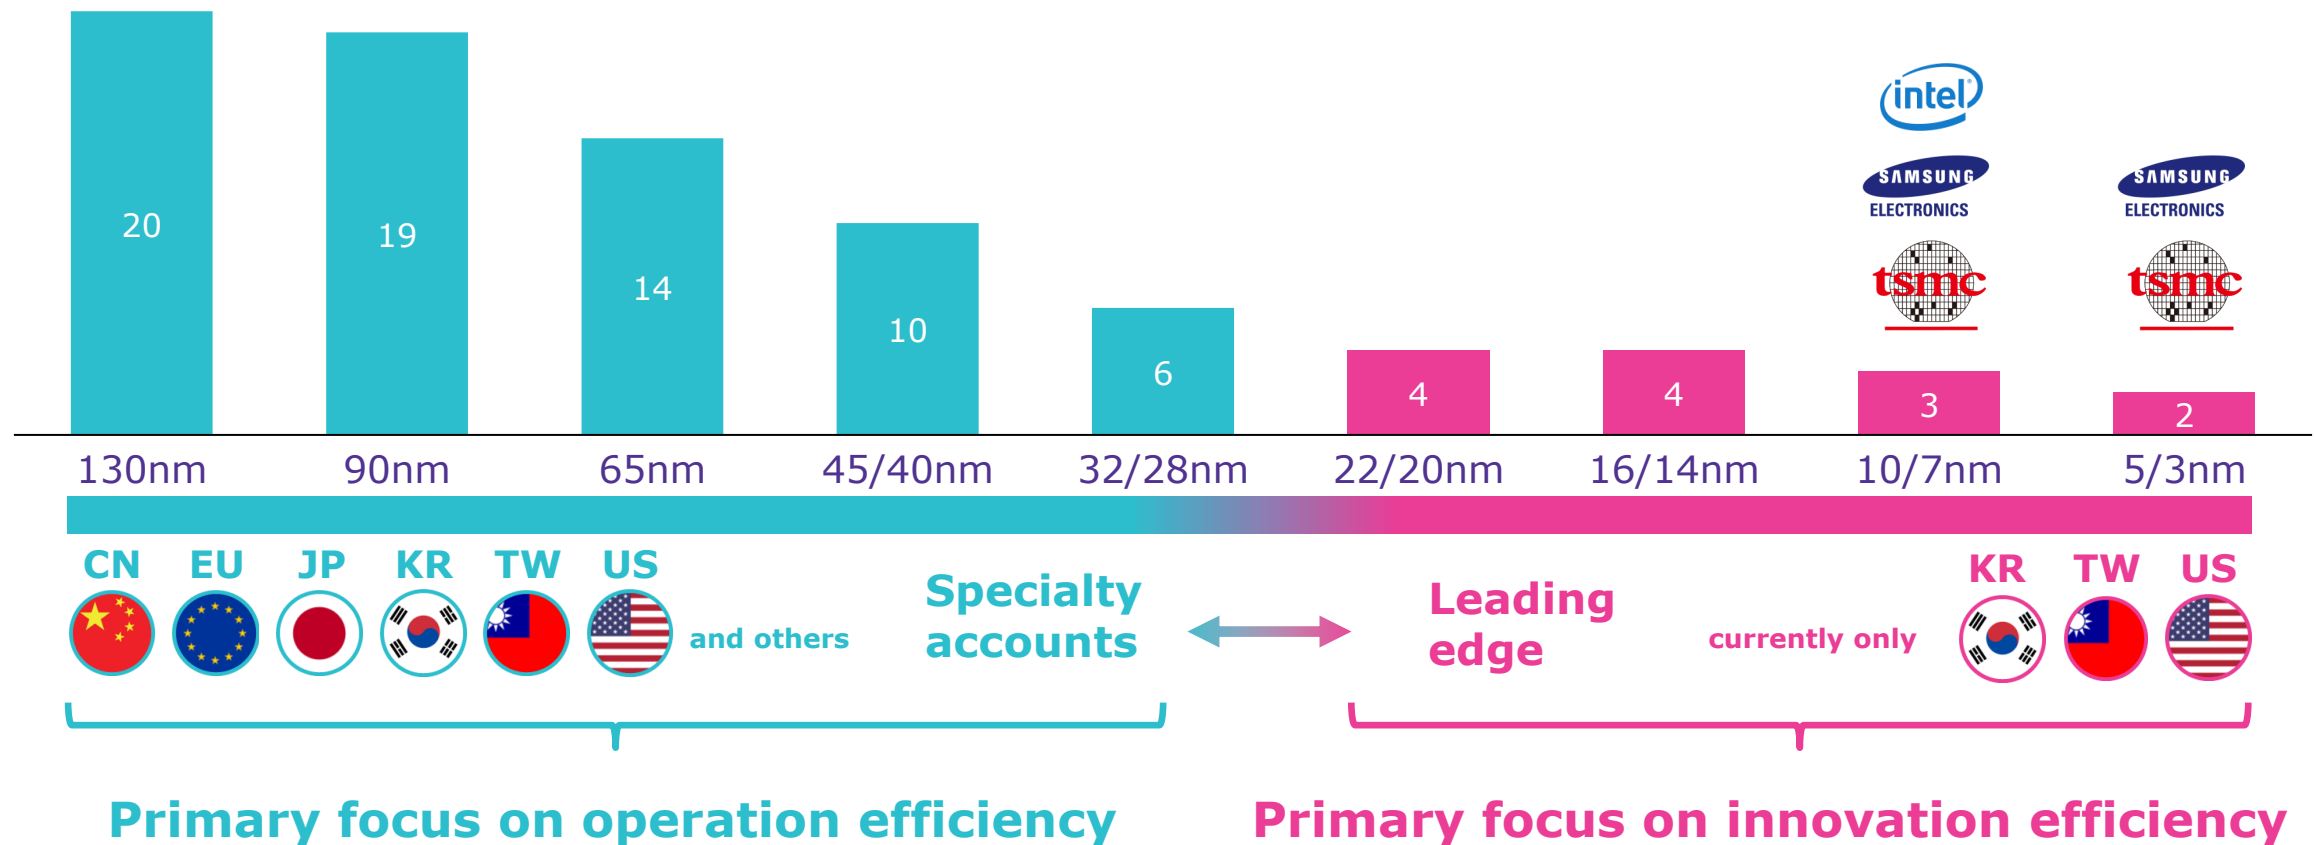 intel
SAMSUNG SAMSUNG
ELECTRONICS ELECTRONICS
20
19
tsmc tsmc
14
10
6
4 4 3 2
130nm 90nm 65nm 45/40nm 32/28nm 22/20nm 16/14nm 10/7nm 5/3nm
CN EU JP KR TW US
and others
Specialty
accounts
Leading
edge
currently only
KR TW US
Primary focus on operation efficiency
Primary focus on innovation efficiency